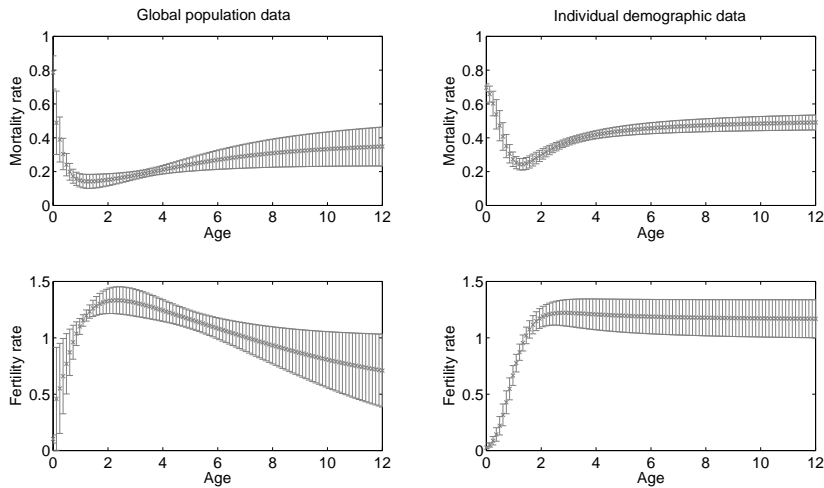 Global population data
Individual demographic data
1
0.8
0.6
0.4
0.2
0
Mortality rate
0 2 4 6 8 10 12
Age
1
0.8
0.6
0.4
0.2
0
Mortality rate
0 2 4 6 8 10 12
Age
1.5
1
0.5
0
Fertility rate
0 2 4 6 8 10 12
Age
1.5
1
0.5
0
Fertility rate
0 2 4 6 8 10 12
Age